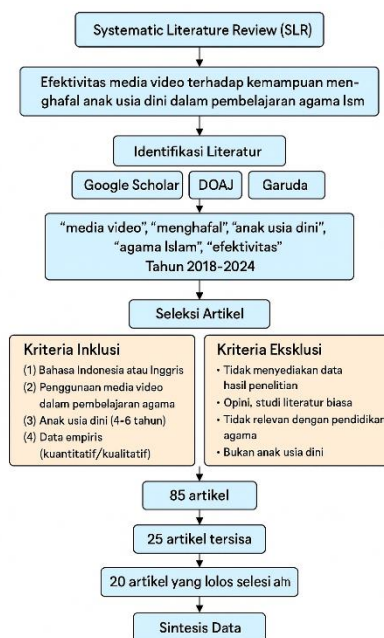 Systematic Literature Review (SLR)
Efektivitas media video terhadap kemampuan meng-
ghafal anak usia dini dalam pembelajaran agama Ism
Identifikasi Literatur
Google Scholar
DOAJ
Garuda
“media video”, “menghafal”, “anak usia dini”,
“agama Islam”, “efektivitas”
Tahun 2018-2024
Seleksi Artikel
Kriteria Inklusi
(1) Bahasa Indonesia atau Inggris
(2) Penggunaan media video
dalam pembelajaran agama
(3) Anak usia dini (4-6 tahun)
(4) Data empiris
(kuantitatif/kualitatif)
Kriteria Eksklusi
• Tidak menyediakan data
hasil penelitian
• Opini, studi literatur biasa
• Tidak relevan dengan pendidikan
agama
• Bukan anak usia dini
85 artikel
25 artikel tersisa
20 artikel yang lolos selesi ahı
Sintesis Data